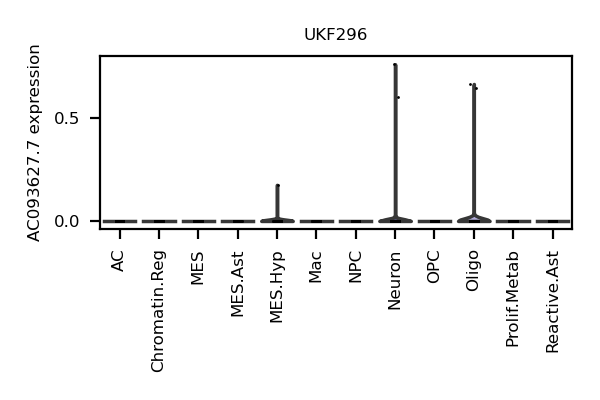 UKF296
AC093627.7 expression
0.5
0.0
AC
Chromatin.Reg
MES
MES.Ast
MES.Hyp
Mac
NPC
Neuron
OPC
Oligo
Prolif.Metab
Reactive.Ast